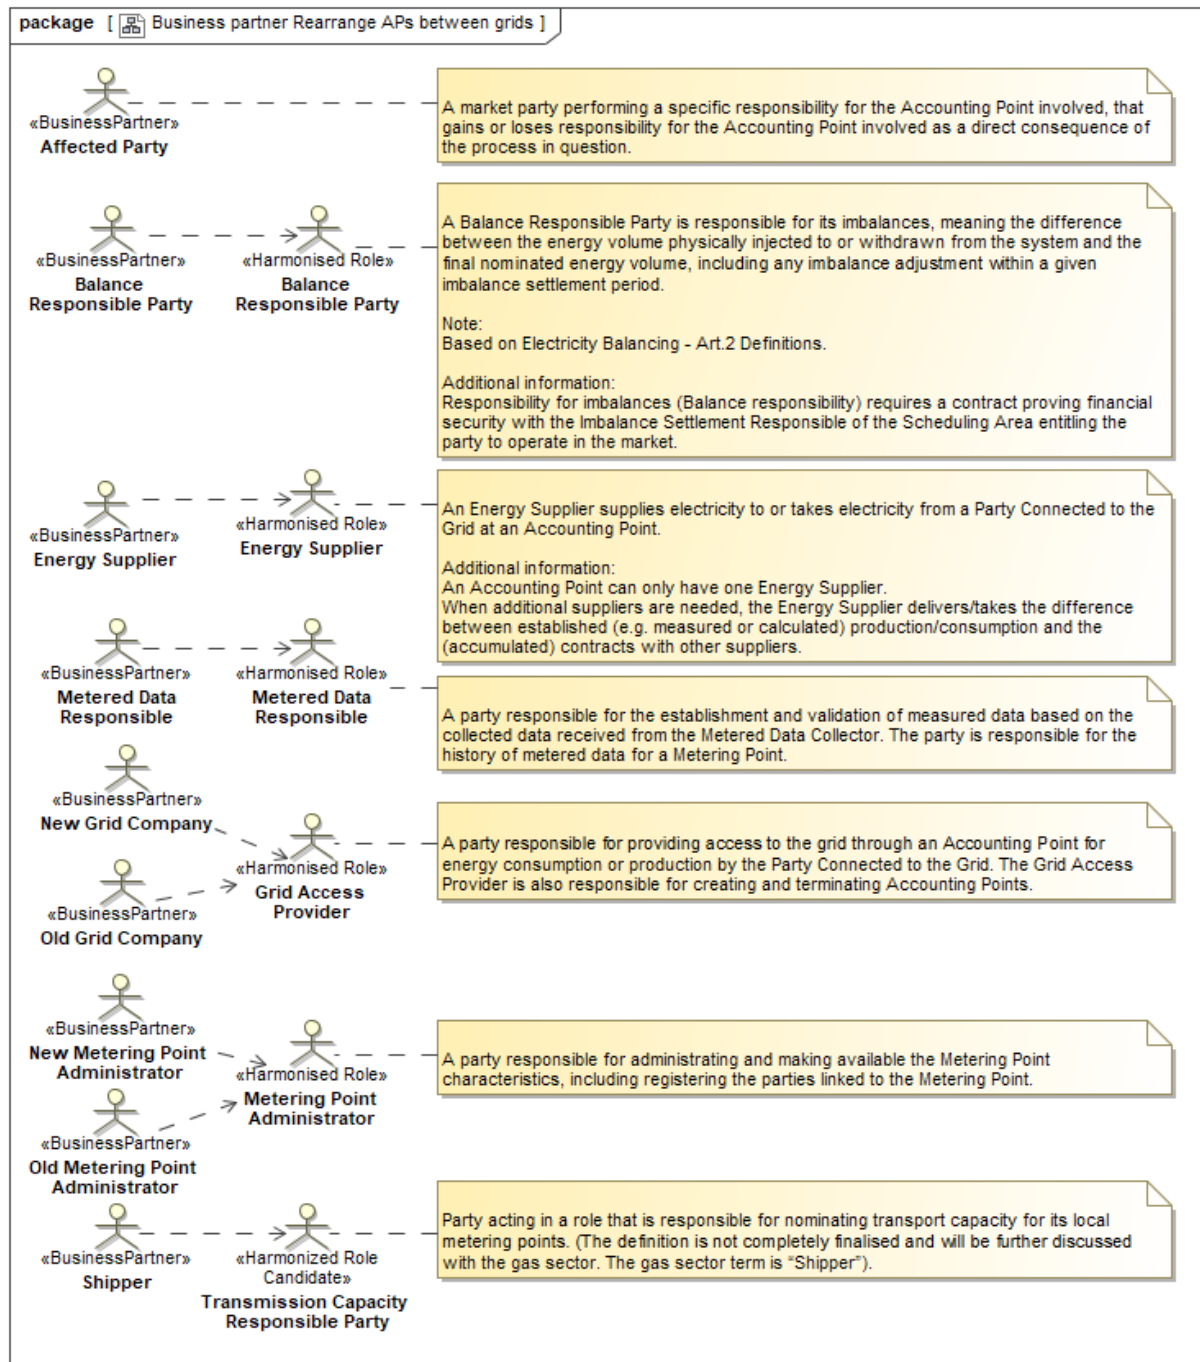 package [ Business partner Rearrange APs between grids ]
«BusinessPartner»
Affected Party
A market party performing a specific responsibility for the Accounting Point involved, that
gains or loses responsibility for the Accounting Point involved as a direct consequence of
the process in question.
«BusinessPartner»
Balance
Responsible Party
«Harmonised Role»
Balance
Responsible Party
A Balance Responsible Party is responsible for its imbalances, meaning the difference
between the energy volume physically injected to or withdrawn from the system and the
final nominated energy volume, including any imbalance adjustment within a given
imbalance settlement period.
Note:
Based on Electricity Balancing - Art.2 Definitions.
Additional information:
Responsibility for imbalances (Balance responsibility) requires a contract proving financial
security with the Imbalance Settlement Responsible of the Scheduling Area entitling the
party to operate in the market.
«BusinessPartner»
Energy Supplier
«Harmonised Role»
Energy Supplier
An Energy Supplier supplies electricity to or takes electricity from a Party Connected to the
Grid at an Accounting Point.
Additional information:
An Accounting Point can only have one Energy Supplier.
When additional suppliers are needed, the Energy Supplier delivers/takes the difference
between established (e.g. measured or calculated) production/consumption and the
(accumulated) contracts with other suppliers.
«BusinessPartner»
Metered Data
Responsible
«Harmonised Role»
Metered Data
Responsible
A party responsible for the establishment and validation of measured data based on the
collected data received from the Metered Data Collector. The party is responsible for the
history of metered data for a Metering Point.
«BusinessPartner»
New Grid Company
«BusinessPartner»
Old Grid Company
«Harmonised Role»
Grid Access
Provider
A party responsible for providing access to the grid through an Accounting Point for
energy consumption or production by the Party Connected to the Grid. The Grid Access
Provider is also responsible for creating and terminating Accounting Points.
«BusinessPartner»
New Metering Point
Administrator
«BusinessPartner»
Old Metering Point
Administrator
«Harmonised Role»
Metering Point
Administrator
A party responsible for administrating and making available the Metering Point
characteristics, including registering the parties linked to the Metering Point.
«BusinessPartner»
Shipper
«Harmonized Role
Candidate»
Transmission Capacity
Responsible Party
Party acting in a role that is responsible for nominating transport capacity for its local
metering points. (The definition is not completely finalised and will be further discussed
with the gas sector. The gas sector term is “Shipper”).